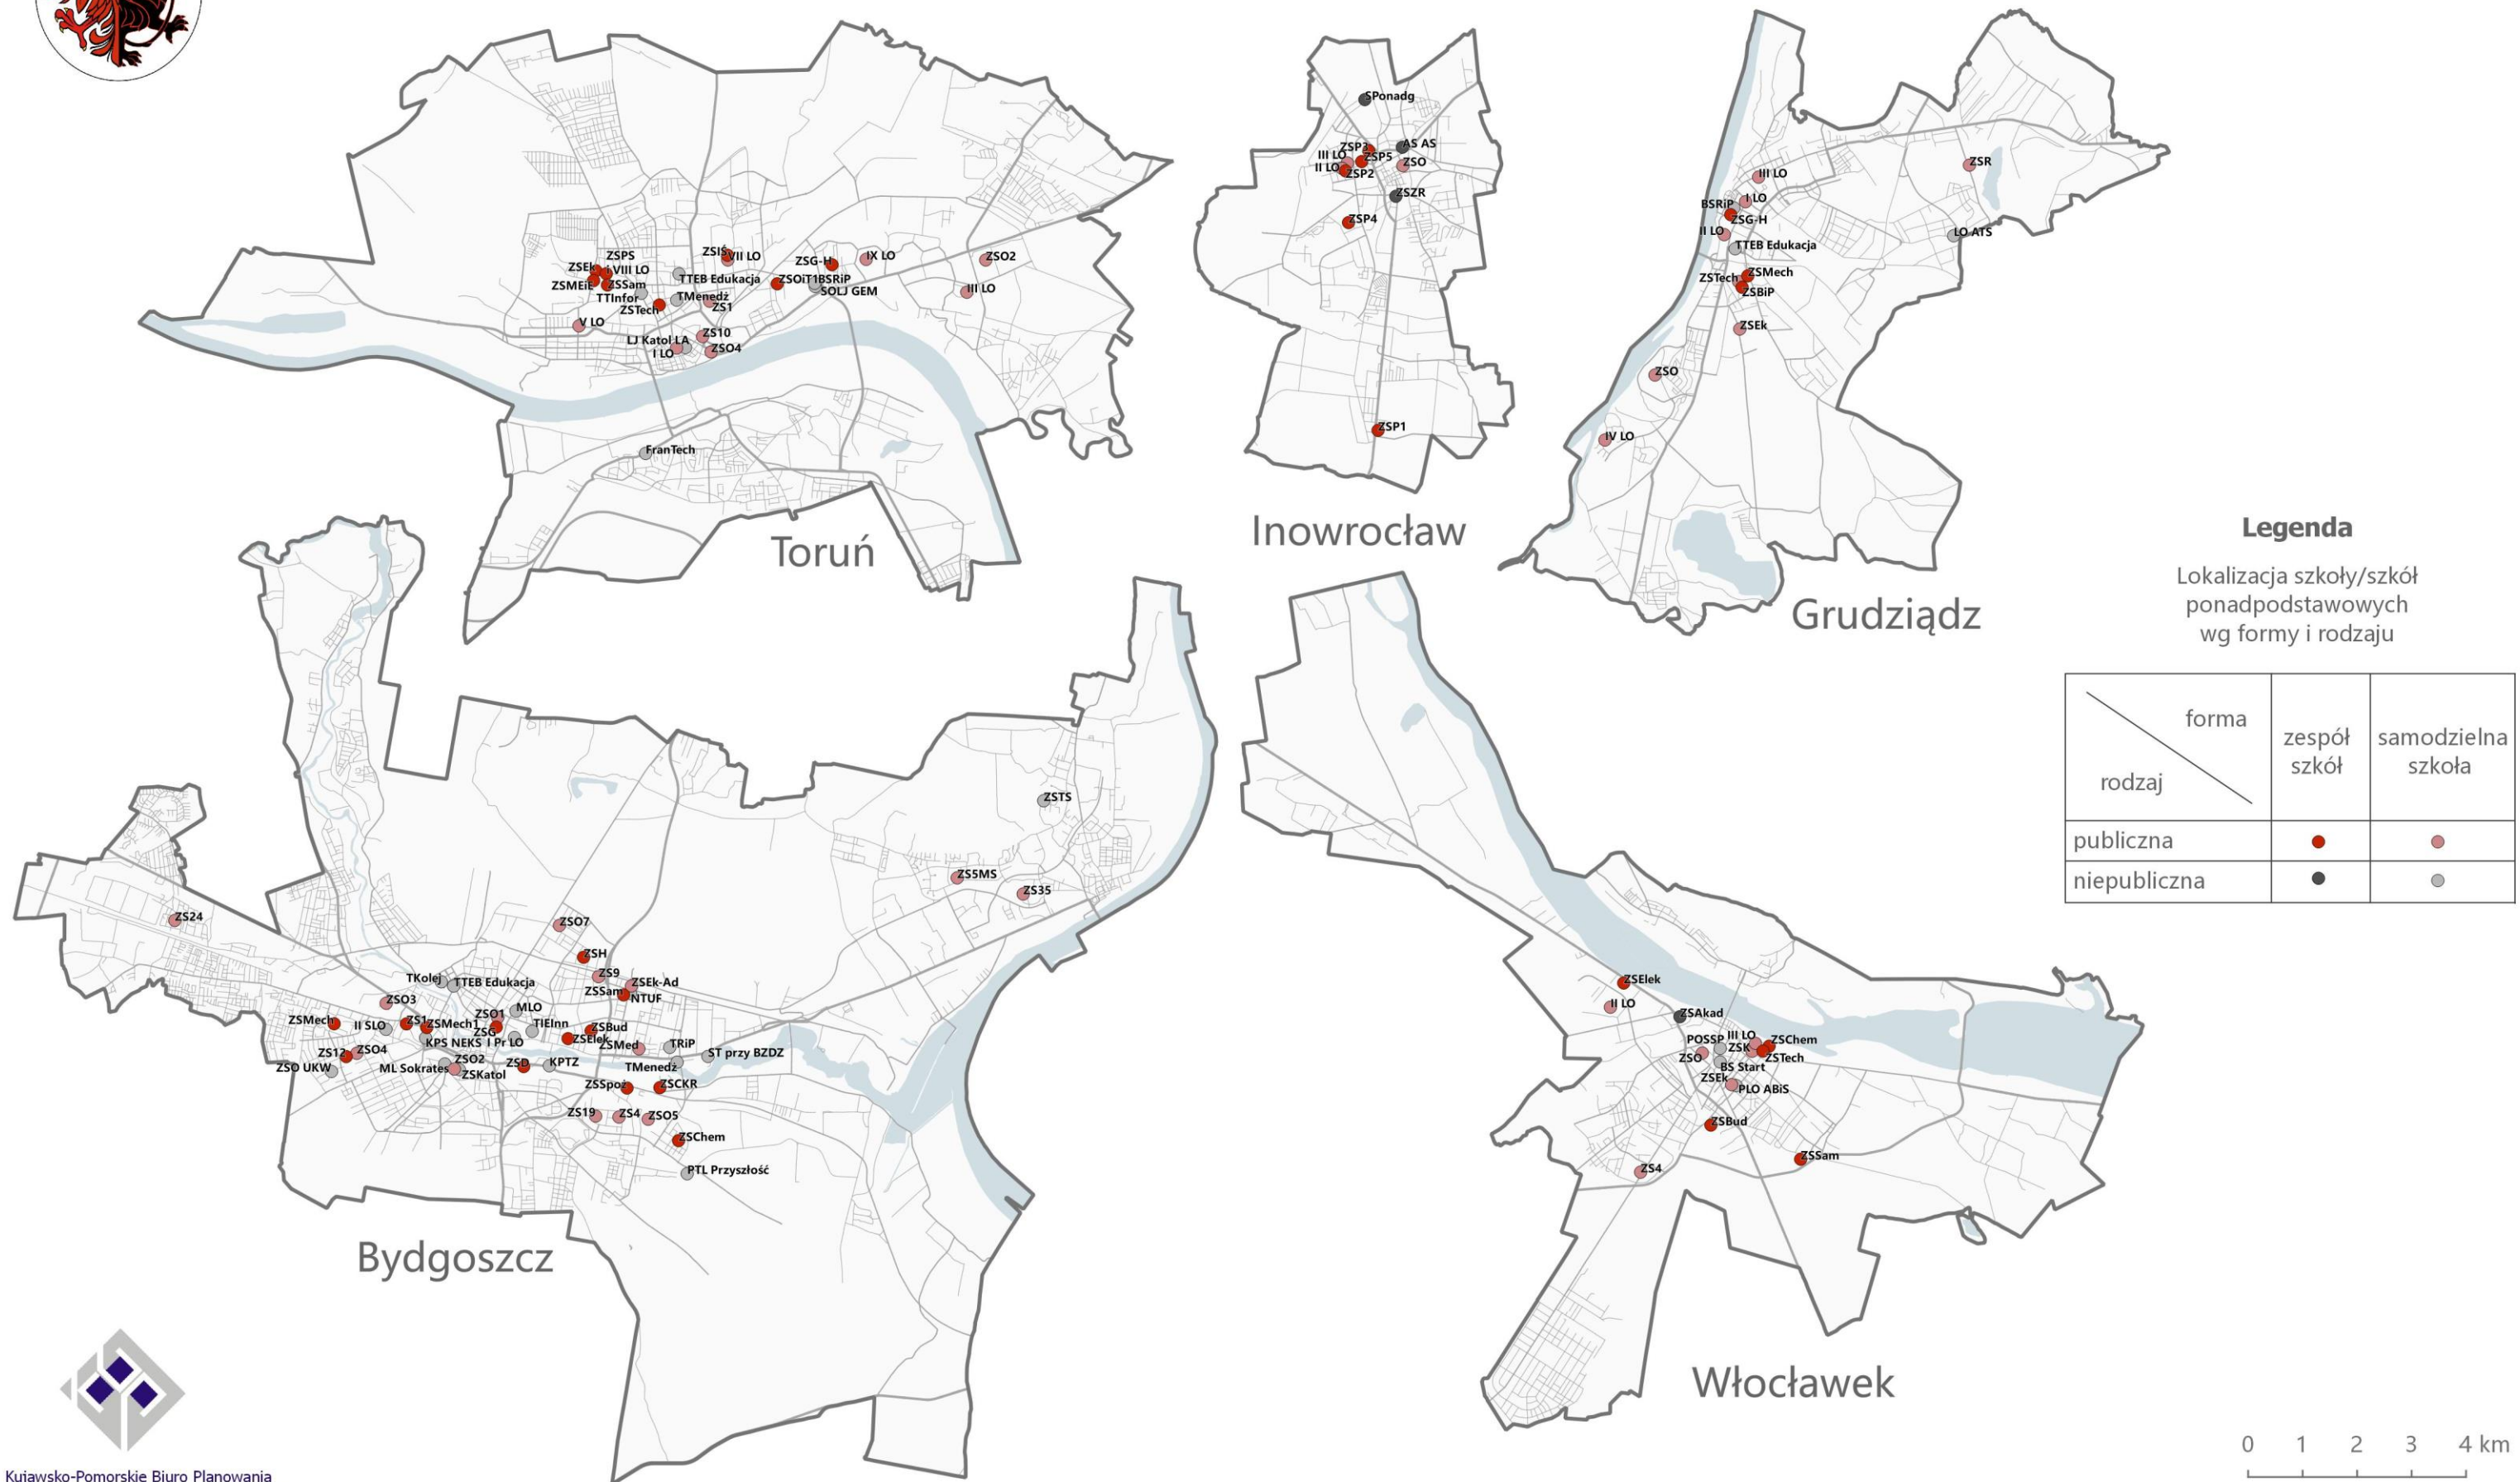 ZSPS
ZSEk
VIII LO
ZSMEiE
ZSSam
TTInfor
ZSTech
ZSIŚ
VII LO
TTEB Edukacja
TMenedż
ZS1
ZSG-H
IX LO
ZSOiT1
BSRiP
SOLJ GEM
ZSO2
III LO
V LO
ZS10
LJ Katol
LA
I LO
ZSO4
FranTech
Toruń
SPonadg
ZSP3
AS AS
III LO
ZSP5
ZSO
II LO
ZSP2
ZSZR
ZSP4
ZSP1
Inowrocław
ZSR
III LO
BSRiP
I LO
ZSG-H
II LO
LO ATS
TTEB Edukacja
ZSTech
ZSMech
ZSBiP
ZSEk
ZSO
IV LO
Grudziądz
Legenda
Lokalizacja szkoły/szkół
ponadpodstawowych
wg formy i rodzaju
forma
rodzaj
zespół
szkół
samodzielna
szkoła
publiczna
niepubliczna
ZSTS
ZS5MS
ZS35
ZS24
ZSO7
ZSH
ZS9
TKolej
TTEB Edukacja
ZSEk-Ad
ZSSam
NTUF
ZSO3
MLO
ZSO1
ZSMech
II SLO
ZS1
ZSMech1
ZSG
TIEInn
ZSBud
ZSElek
KPS NEKS
I Pr LO
ZSMed
TRiP
ZS12
ZSO4
ST przy BZDZ
ZSO UKW
ML Sokrates
ZSO2
ZSKatol
ZSD
KPTZ
TMenedż
ZSSpoż
ZSCKR
ZS19
ZS4
ZSO5
ZSChem
PTL Przyszłość
Bydgoszcz
ZSElek
II LO
ZSAkad
POSSP
III LO
ZSChem
ZSK
ZSO
ZSTech
BS Start
ZSEk
PLO ABiS
ZSBud
ZSSam
ZS4
Włocławek
0 1 2 3 4 km
Kujawsko-Pomorskie Biuro Planowania